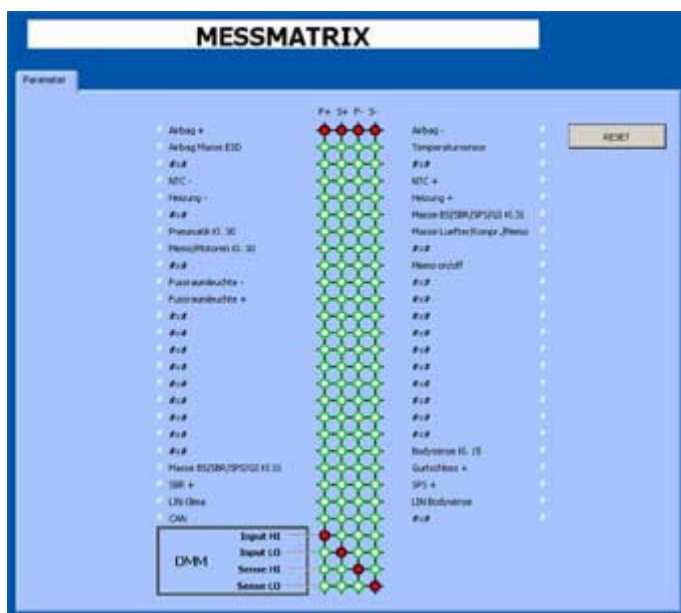 MESSMATRIX
Parameter
P+ S+ P- S-
Airbag + Airbag -
RESET
Airbag Masse ESD Temperatursensor
#:# #:#
NTC - NTC +
Heizung - Heizung +
#:# Masse BS/SBR/SPS/GS Kl.31
Pneumatik Kl. 30 Masse Luefter/Kompr./Memo
Memo/Motoren Kl. 30 #:#
#:# Memo on/off
Fussraumleuchte - #:#
Fussraumleuchte + #:#
#:# #:#
#:# #:#
#:# #:#
#:# #:#
#:# #:#
#:# #:#
#:# #:#
#:# #:#
#:# Bodysense Kl. 15
Masse BS/SBR/SPS/GS Kl.31 Gurtschloss +
SBR + SPS +
LIN Clima LIN Bodysense
CAN #:#
DMM
Input HI
Input LO
Sense HI
Sense LO